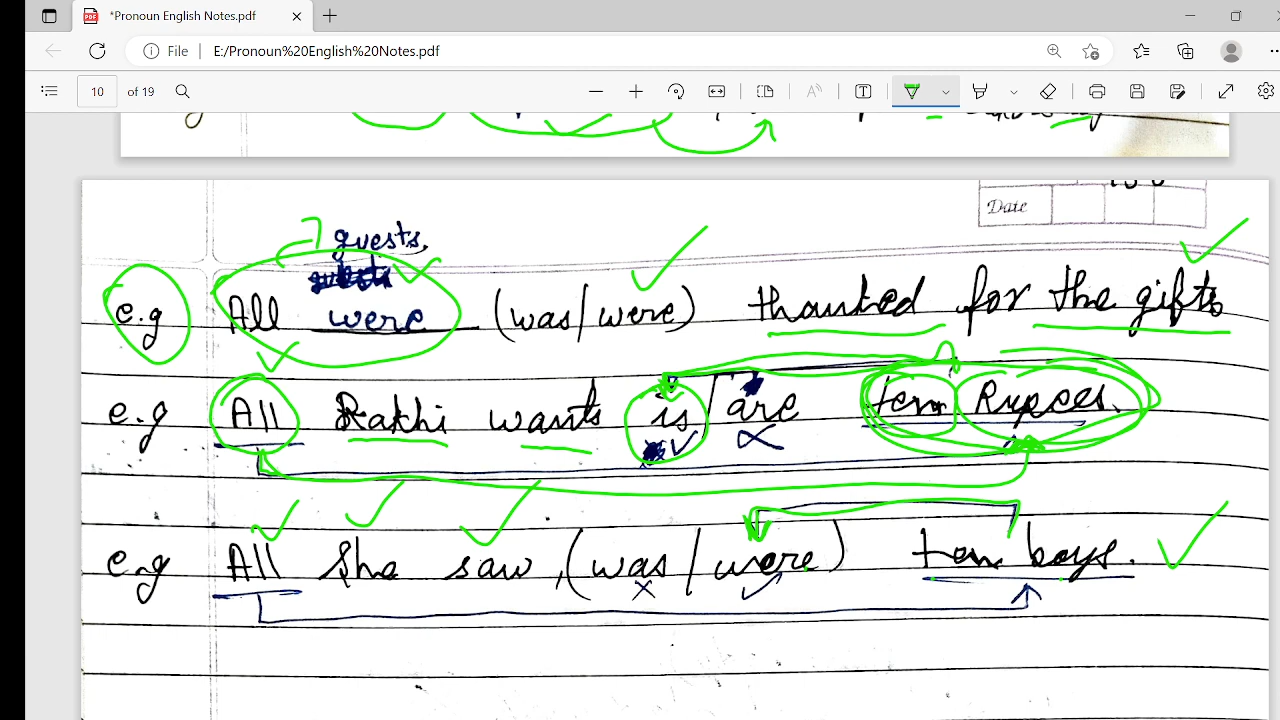 *Pronoun English Notes.pdf
File | E:/Pronoun%20English%20Notes.pdf
10 of 19
Date
guests,
e.g All were (was/were) thanked for the gifts
e.g All Rakhi wants is / are ten Rupees.
e.g All She saw, (was / were) ten boys.